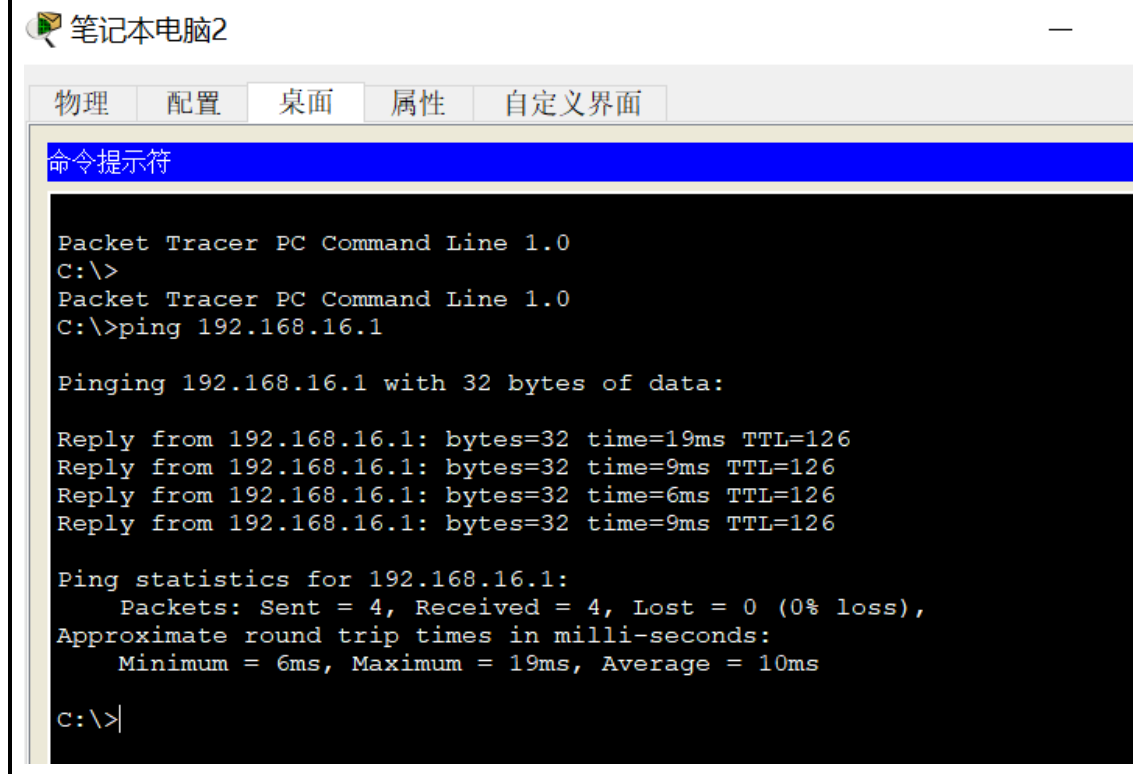 笔记本电脑2
物理 配置 桌面 属性 自定义界面
命令提示符
Packet Tracer PC Command Line 1.0
C:\>
Packet Tracer PC Command Line 1.0
C:\>ping 192.168.16.1
Pinging 192.168.16.1 with 32 bytes of data:
Reply from 192.168.16.1: bytes=32 time=19ms TTL=126
Reply from 192.168.16.1: bytes=32 time=9ms TTL=126
Reply from 192.168.16.1: bytes=32 time=6ms TTL=126
Reply from 192.168.16.1: bytes=32 time=9ms TTL=126
Ping statistics for 192.168.16.1:
Packets: Sent = 4, Received = 4, Lost = 0 (0% loss),
Approximate round trip times in milli-seconds:
Minimum = 6ms, Maximum = 19ms, Average = 10ms
C:\>